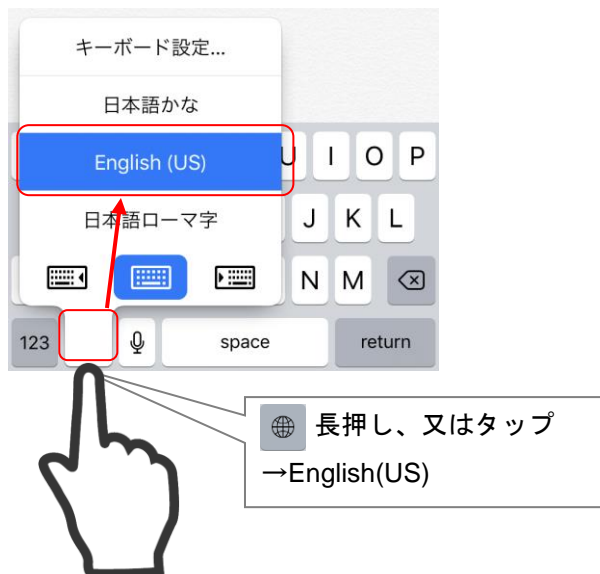 キーボード設定...
日本語かな
English (US)
U I O P
日本語ローマ字
J K L
N M
123 space return
長押し、又はタップ
→English(US)